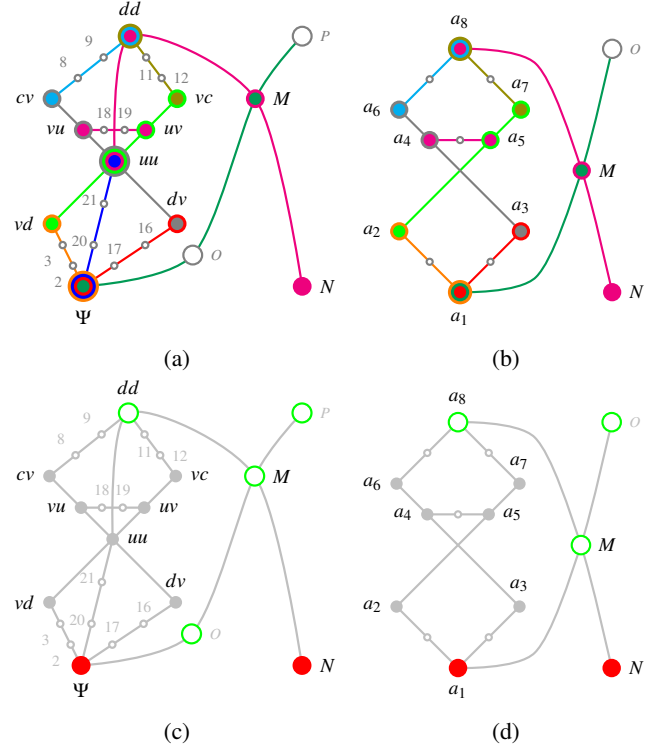 dd
a8
P
O
9
8
11
12
a7
cv
vc
M
a6
18 19
vu
uv
a4
a5
uu
M
21
dv
a3
vd
16
a2
20
17
O
3
2
N
N
Ψ
a1
(a)
(b)
dd
a8
P
O
9
8
11
12
a7
cv
vc
M
a6
18 19
vu
uv
a4
a5
uu
M
21
dv
a3
vd
16
a2
20
17
O
3
2
N
N
Ψ
a1
(c)
(d)